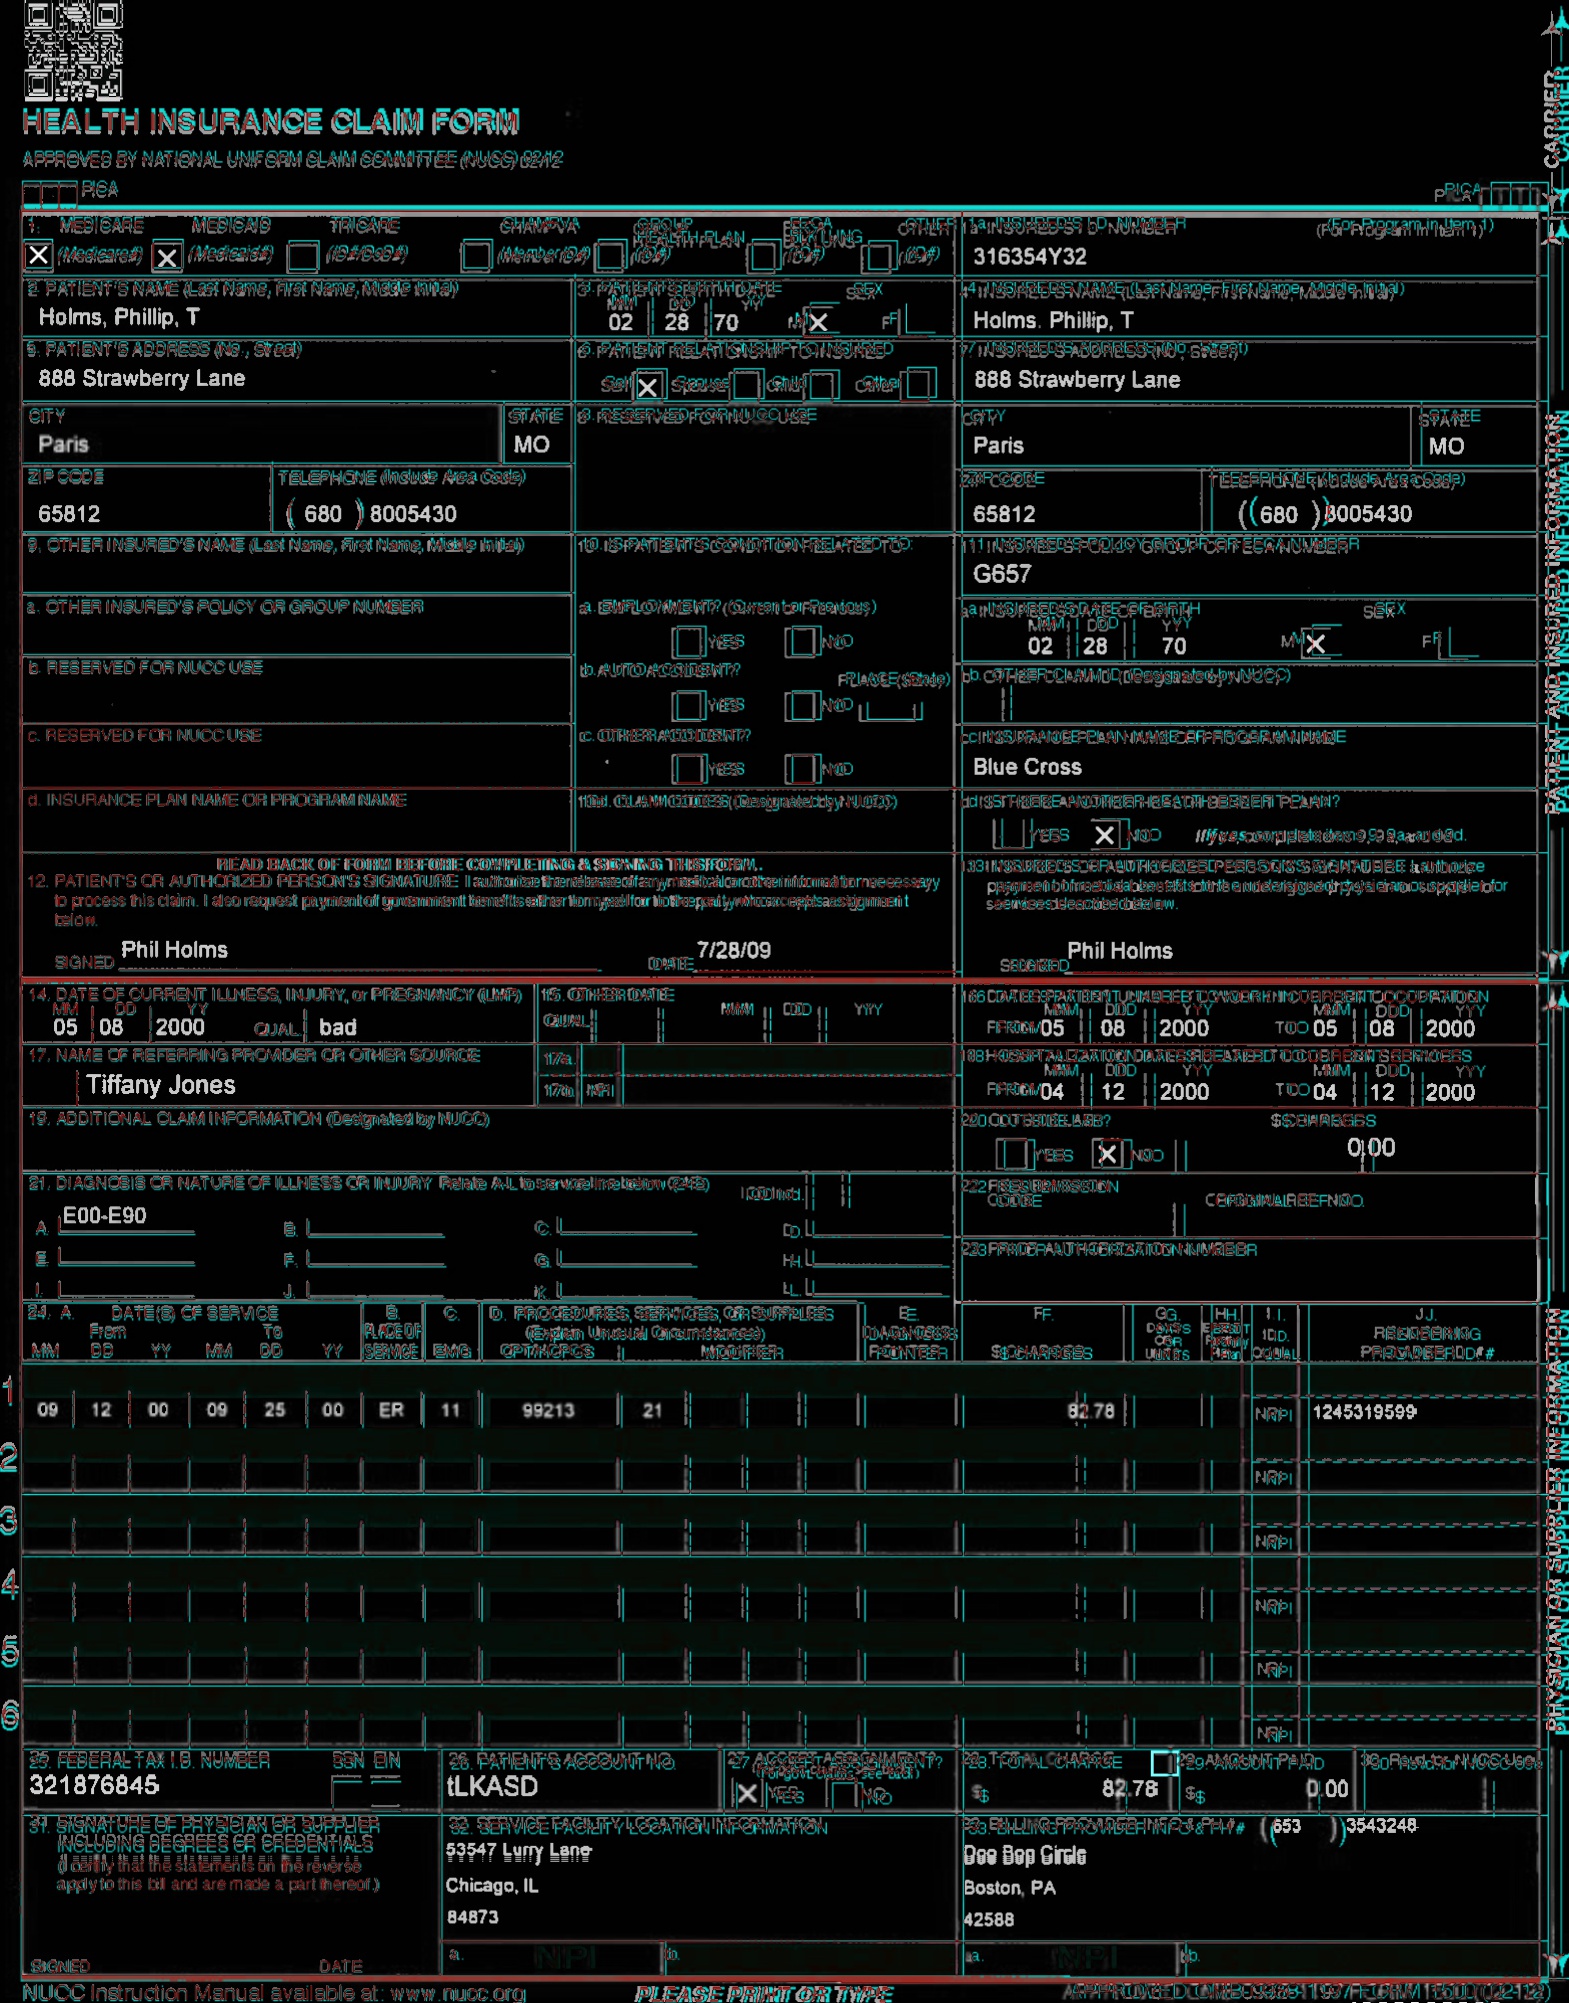 HEALTH INSURANCE CLAIM FORM
APPROVED BY NATIONAL UNIFORM CLAIM COMMITTEE (NUCC) 02/12
PICA PICA
CARRIER
1. MEDICARE MEDICAID TRICARE CHAMPVA GROUP HEALTH PLAN FECA BLK LUNG OTHER 1a. INSURED'S I.D. NUMBER (For Program in Item 1)
X (Medicare#) X (Medicaid#) (ID#/DoD#) (Member ID#) (ID#) (ID#) (ID#) 316354Y32
2. PATIENT'S NAME (Last Name, First Name, Middle Initial) 3. PATIENT'S BIRTH DATE SEX 4. INSURED'S NAME (Last Name, First Name, Middle Initial)
MM DD YY
Holms, Phillip, T 02 28 70 M X F Holms. Phillip, T
5. PATIENT'S ADDRESS (No., Street) 6. PATIENT RELATIONSHIP TO INSURED 7. INSURED'S ADDRESS (No., Street)
888 Strawberry Lane Self X Spouse Child Other 888 Strawberry Lane
CITY STATE 8. RESERVED FOR NUCC USE CITY STATE
Paris MO Paris MO
ZIP CODE TELEPHONE (Include Area Code) ZIP CODE TELEPHONE (Include Area Code)
65812 ( 680 ) 8005430 65812 ( 680 ) 8005430
9. OTHER INSURED'S NAME (Last Name, First Name, Middle Initial) 10. IS PATIENT'S CONDITION RELATED TO: 11. INSURED'S POLICY GROUP OR FECA NUMBER
G657
a. OTHER INSURED'S POLICY OR GROUP NUMBER a. EMPLOYMENT? (Current or Previous) a. INSURED'S DATE OF BIRTH SEX
MM DD YY
YES NO 02 28 70 M X F
b. RESERVED FOR NUCC USE b. AUTO ACCIDENT? PLACE (State) b. OTHER CLAIM ID (Designated by NUCC)
YES NO
c. RESERVED FOR NUCC USE c. OTHER ACCIDENT? c. INSURANCE PLAN NAME OR PROGRAM NAME
YES NO Blue Cross
d. INSURANCE PLAN NAME OR PROGRAM NAME 10d. CLAIM CODES (Designated by NUCC) d. IS THERE ANOTHER HEALTH BENEFIT PLAN?
YES X NO If yes, complete items 9, 9a, and 9d.
READ BACK OF FORM BEFORE COMPLETING & SIGNING THIS FORM.
12. PATIENT'S OR AUTHORIZED PERSON'S SIGNATURE I authorize the release of any medical or other information necessary
to process this claim. I also request payment of government benefits either to myself or to the party who accepts assignment
below.
13. INSURED'S OR AUTHORIZED PERSON'S SIGNATURE I authorize
payment of medical benefits to the undersigned physician or supplier for
services described below.
SIGNED Phil Holms DATE 7/28/09 SIGNED Phil Holms
PATIENT AND INSURED INFORMATION
14. DATE OF CURRENT ILLNESS, INJURY, or PREGNANCY (LMP) 15. OTHER DATE 16. DATES PATIENT UNABLE TO WORK IN CURRENT OCCUPATION
MM DD YY MM DD YY MM DD YY MM DD YY
05 08 2000 QUAL. bad QUAL. FROM 05 08 2000 TO 05 08 2000
17. NAME OF REFERRING PROVIDER OR OTHER SOURCE 17a. 18. HOSPITALIZATION DATES RELATED TO CURRENT SERVICES
MM DD YY MM DD YY
Tiffany Jones 17b. NPI FROM 04 12 2000 TO 04 12 2000
19. ADDITIONAL CLAIM INFORMATION (Designated by NUCC) 20. OUTSIDE LAB? $ CHARGES
YES X NO 0 00
21. DIAGNOSIS OR NATURE OF ILLNESS OR INJURY Relate A-L to service line below (24E) ICD Ind. 22. RESUBMISSION CODE ORIGINAL REF. NO.
A. E00-E90 B. C. D.
E. F. G. H. 23. PRIOR AUTHORIZATION NUMBER
I. J. K. L.
24. A. DATE(S) OF SERVICE B. C. D. PROCEDURES, SERVICES, OR SUPPLIES E. F. G. H. I. J.
From To PLACE OF (Explain Unusual Circumstances) DIAGNOSIS DAYS OR EPSDT Family ID. RENDERING
MM DD YY MM DD YY SERVICE EMG CPT/HCPCS MODIFIER POINTER $ CHARGES UNITS Plan QUAL. PROVIDER ID. #
1 09 12 00 09 25 00 ER 11 99213 21 82.78 NPI 1245319599
2 NPI
3 NPI
4 NPI
5 NPI
6 NPI
PHYSICIAN OR SUPPLIER INFORMATION
25. FEDERAL TAX I.D. NUMBER SSN EIN 26. PATIENT'S ACCOUNT NO. 27. ACCEPT ASSIGNMENT? (For govt. claims, see back) 28. TOTAL CHARGE 29. AMOUNT PAID 30. Rsvd for NUCC Use
321876845 tLKASD X YES NO $ 82.78 $ 0.00
31. SIGNATURE OF PHYSICIAN OR SUPPLIER
INCLUDING DEGREES OR CREDENTIALS
(I certify that the statements on the reverse
apply to this bill and are made a part thereof.)
SIGNED DATE
32. SERVICE FACILITY LOCATION INFORMATION
53547 Lurry Lane
Chicago, IL
84873
a. NPI b.
33. BILLING PROVIDER INFO & PH # ( 653 ) 3543248
Doo Bop Circle
Boston, PA
42588
a. NPI b.
NUCC Instruction Manual available at: www.nucc.org PLEASE PRINT OR TYPE